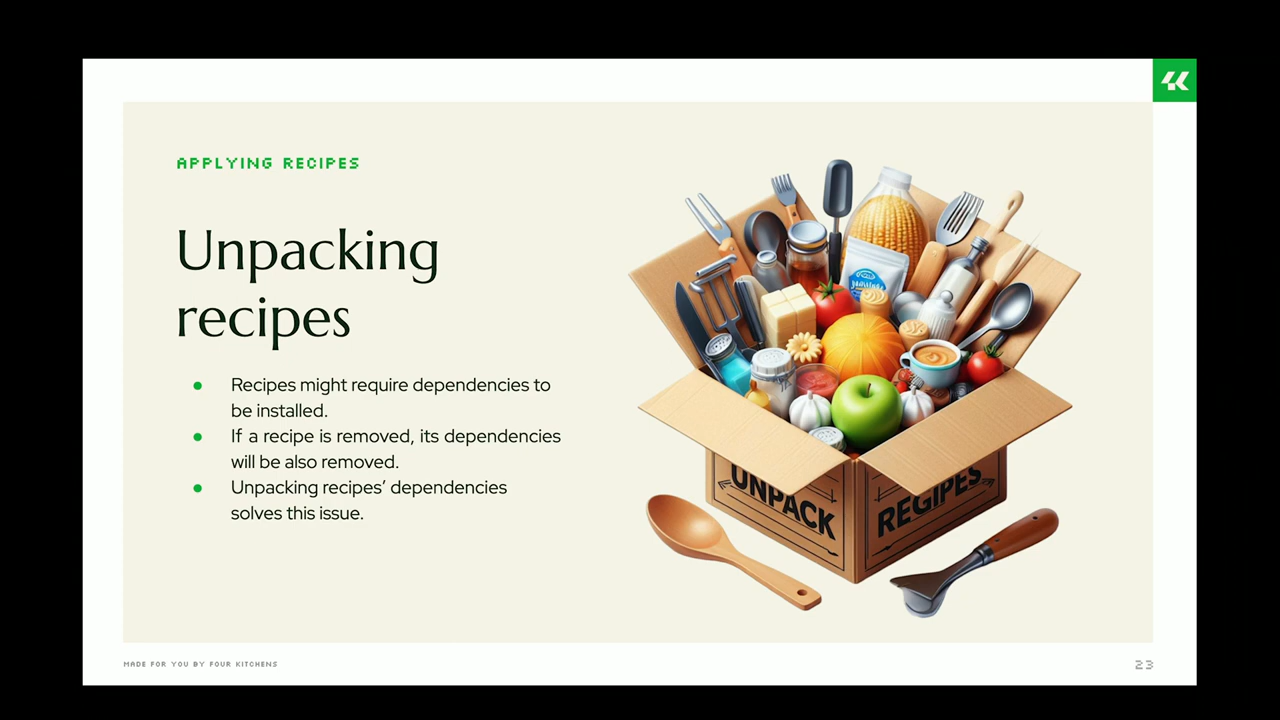 APPLYING RECIPES
Unpacking
recipes
Recipes might require dependencies to
be installed.
If a recipe is removed, its dependencies
will be also removed.
Unpacking recipes’ dependencies
solves this issue.
UNPACK
REGIPES
MADE FOR YOU BY FOUR KITCHENS
23